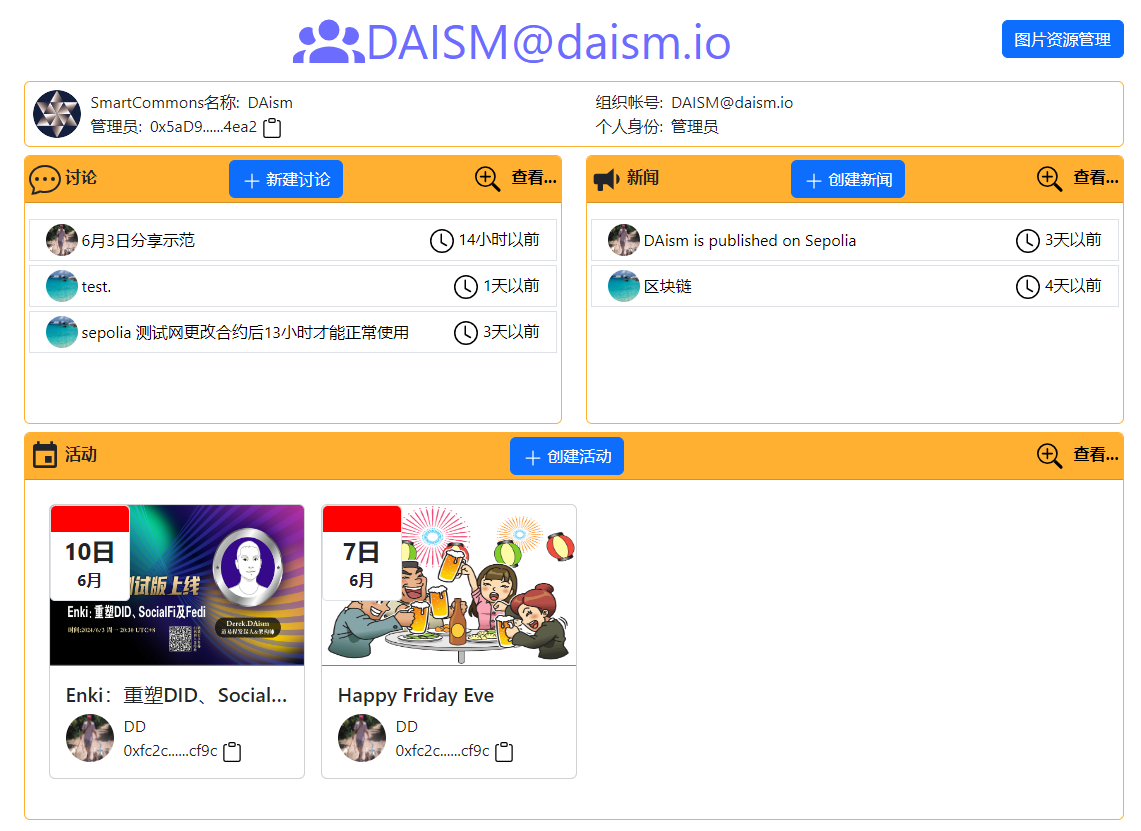 DAISM@daism.io
图片资源管理
SmartCommons名称: DAism
管理员: 0x5aD9......4ea2
组织帐号: DAISM@daism.io
个人身份: 管理员
讨论
新建讨论
查看...
6月3日分享示范
14小时以前
test.
1天以前
sepolia 测试网更改合约后13小时才能正常使用
3天以前
新闻
创建新闻
查看...
DAism is published on Sepolia
3天以前
区块链
4天以前
活动
创建活动
查看...
10日
6月
试版上线
Enki: 重塑DID、SocialFi及Fedi
时间:2024/6/3 周一 20:30 UTC+8
Derek.DAism
Enki：重塑DID、Social...
DD
0xfc2c......cf9c
7日
6月
Happy Friday Eve
DD
0xfc2c......cf9c